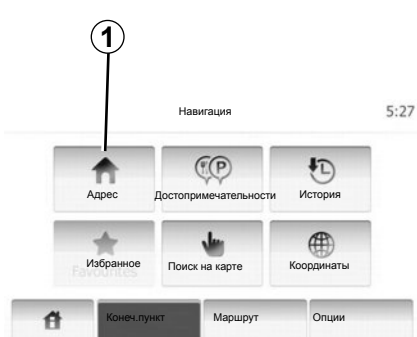 1
Навигация 5:27
Адрес Достопримечательности История
Избранное Поиск на карте Координаты
Favourites
Конеч.пункт Маршрут Опции